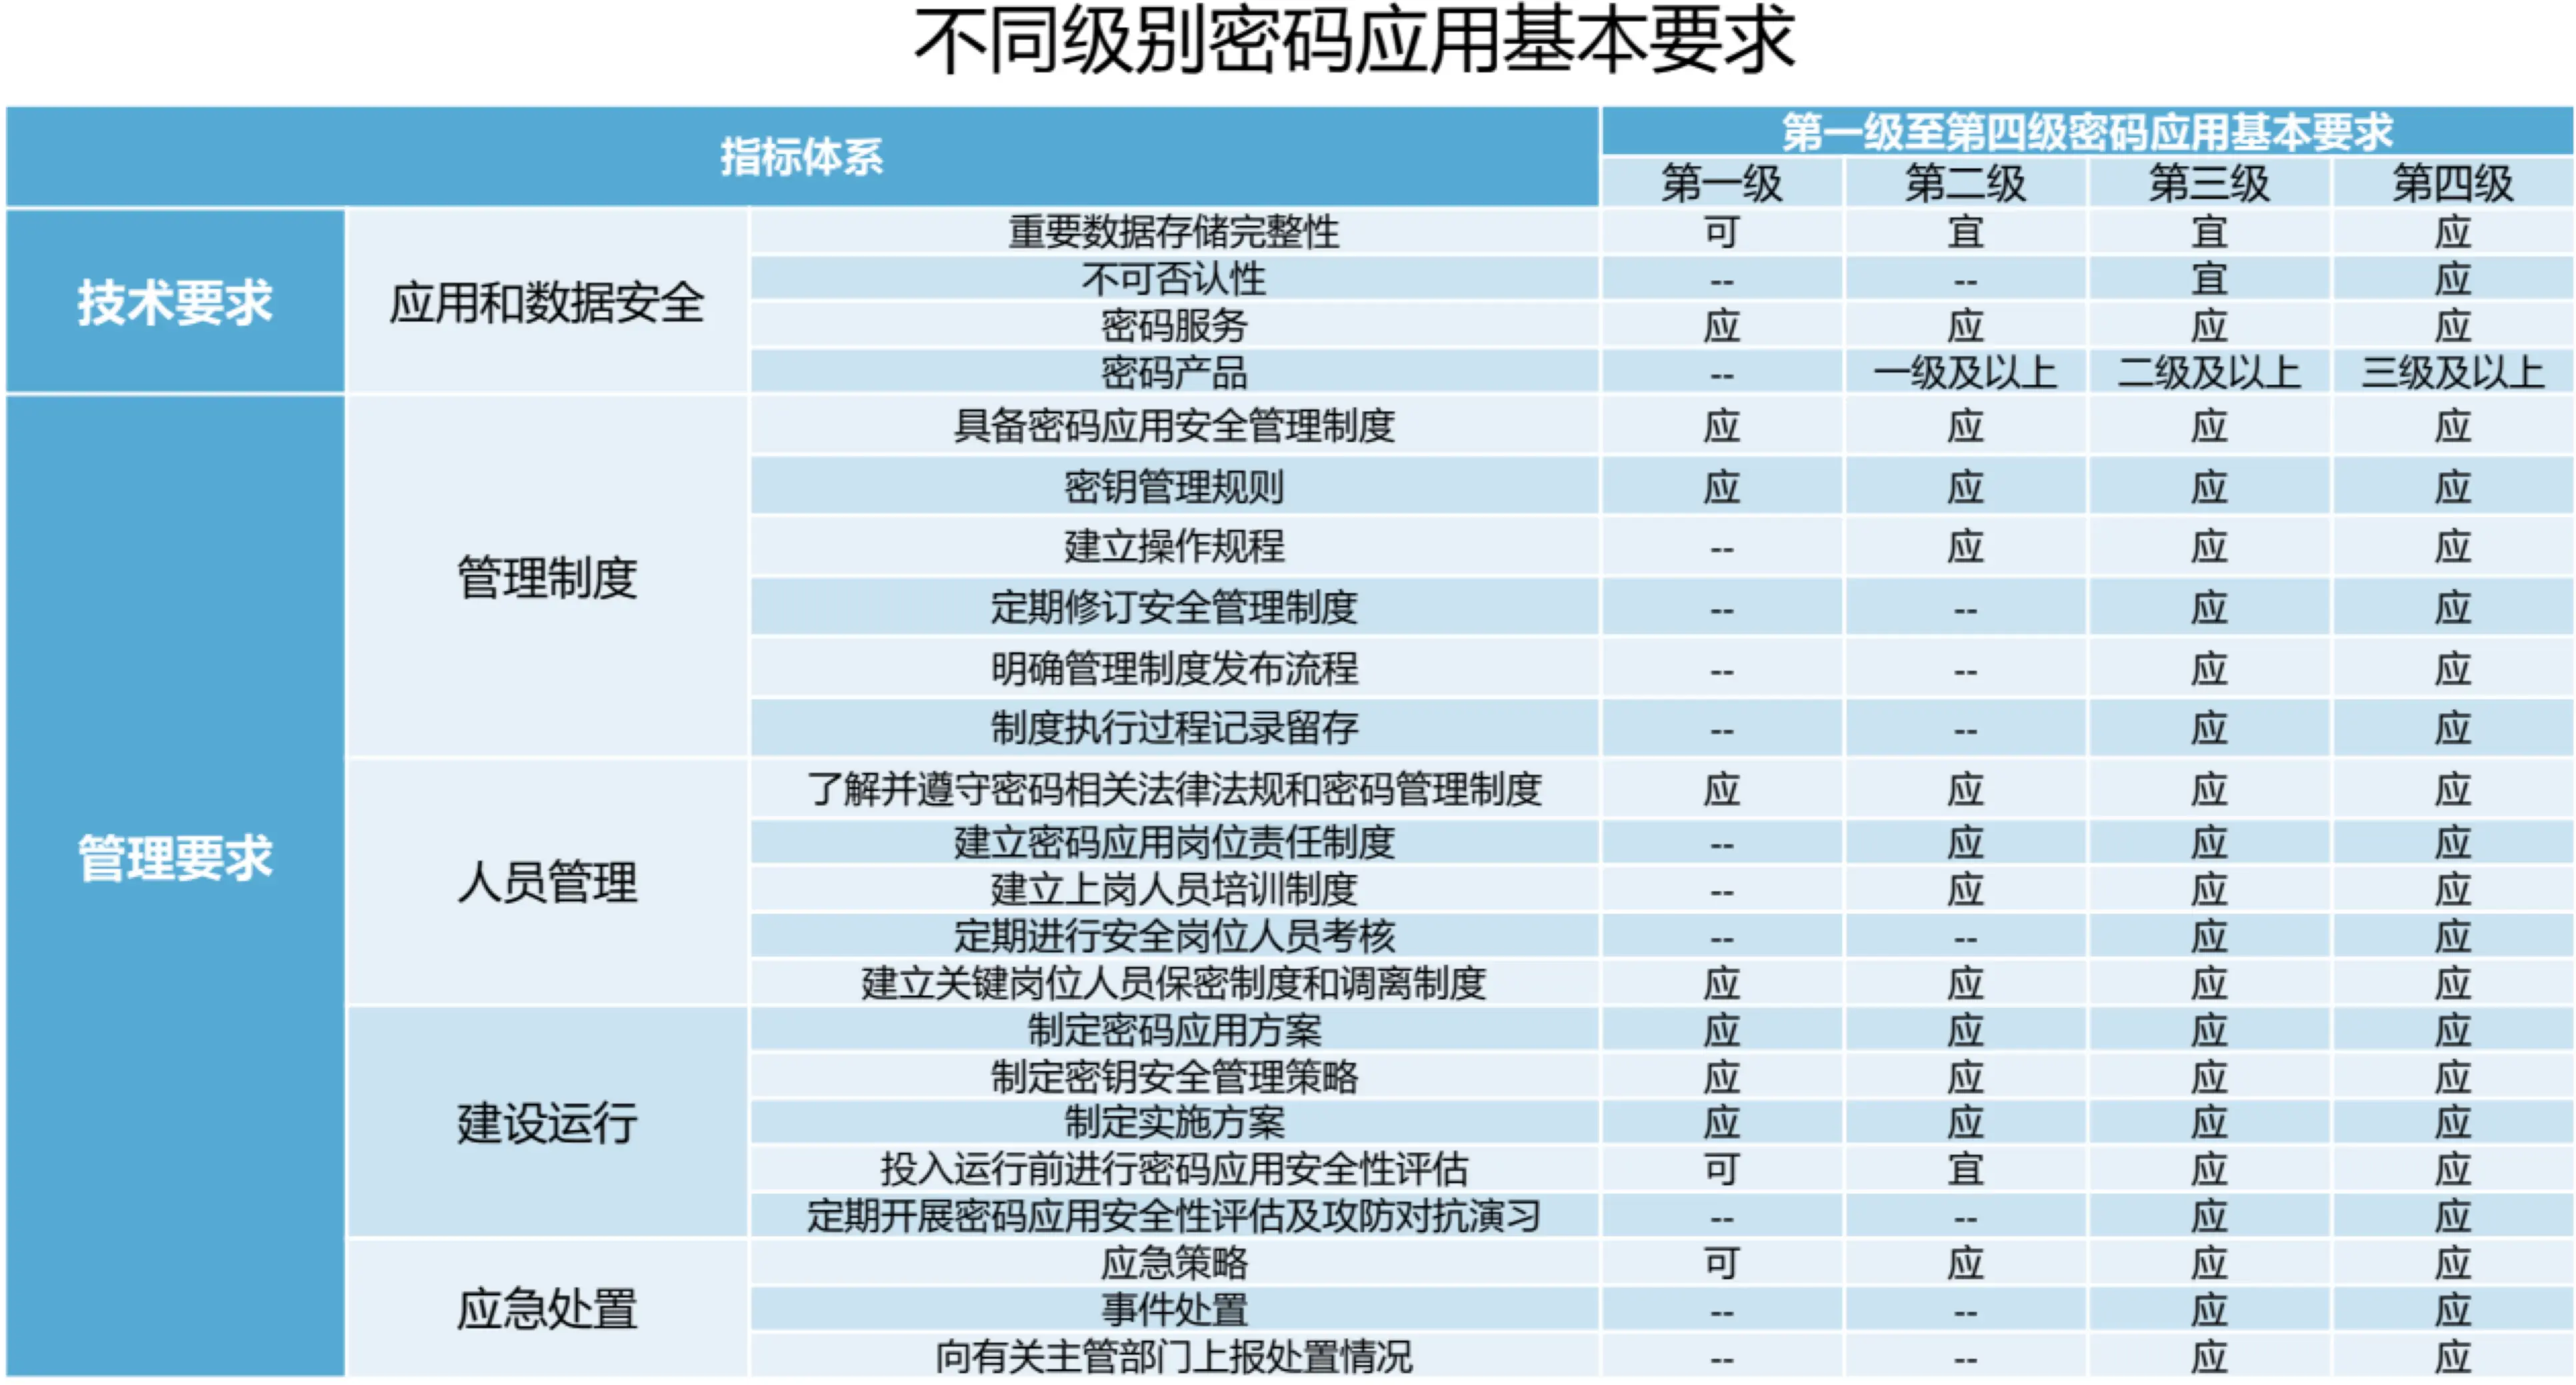 不同级别密码应用基本要求
指标体系 第一级至第四级密码应用基本要求
第一级 第二级 第三级 第四级
技术要求 应用和数据安全 重要数据存储完整性 可 宜 宜 应
不可否认性 -- -- 宜 应
密码服务 应 应 应 应
密码产品 -- 一级及以上 二级及以上 三级及以上
管理要求 管理制度 具备密码应用安全管理制度 应 应 应 应
密钥管理规则 应 应 应 应
建立操作规程 -- 应 应 应
定期修订安全管理制度 -- -- 应 应
明确管理制度发布流程 -- -- 应 应
制度执行过程记录留存 -- -- 应 应
人员管理 了解并遵守密码相关法律法规和密码管理制度 应 应 应 应
建立密码应用岗位责任制度 -- 应 应 应
建立上岗人员培训制度 -- 应 应 应
定期进行安全岗位人员考核 -- -- 应 应
建立关键岗位人员保密制度和调离制度 应 应 应 应
建设运行 制定密码应用方案 应 应 应 应
制定密钥安全管理策略 应 应 应 应
制定实施方案 应 应 应 应
投入运行前进行密码应用安全性评估 可 宜 应 应
定期开展密码应用安全性评估及攻防对抗演习 -- -- 应 应
应急处置 应急策略 可 应 应 应
事件处置 -- -- 应 应
向有关主管部门上报处置情况 -- -- 应 应